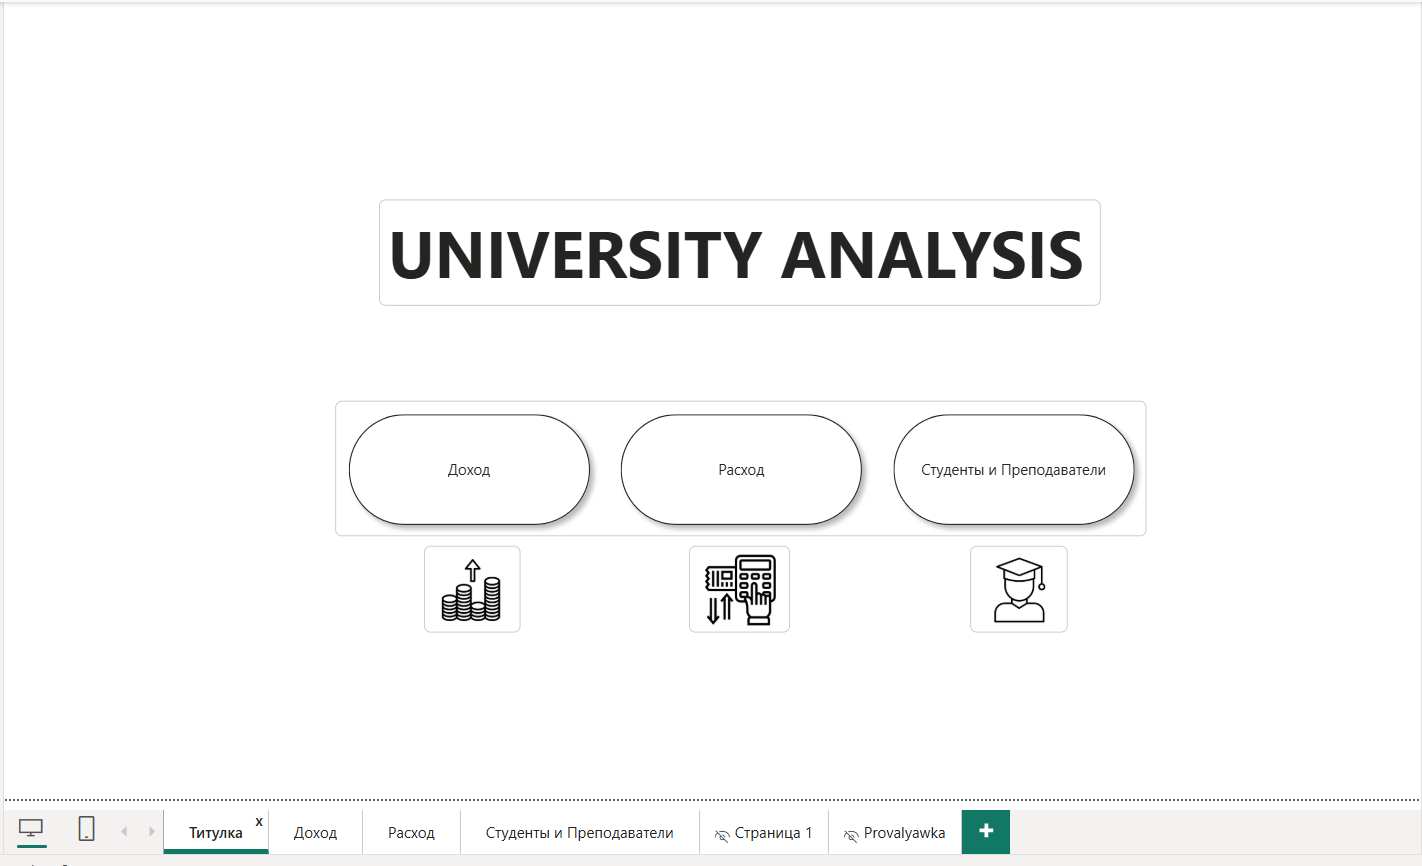 UNIVERSITY ANALYSIS
Доход
Расход
Студенты и Преподаватели
Титулка x
Доход
Расход
Студенты и Преподаватели
Страница 1
Provalyawka